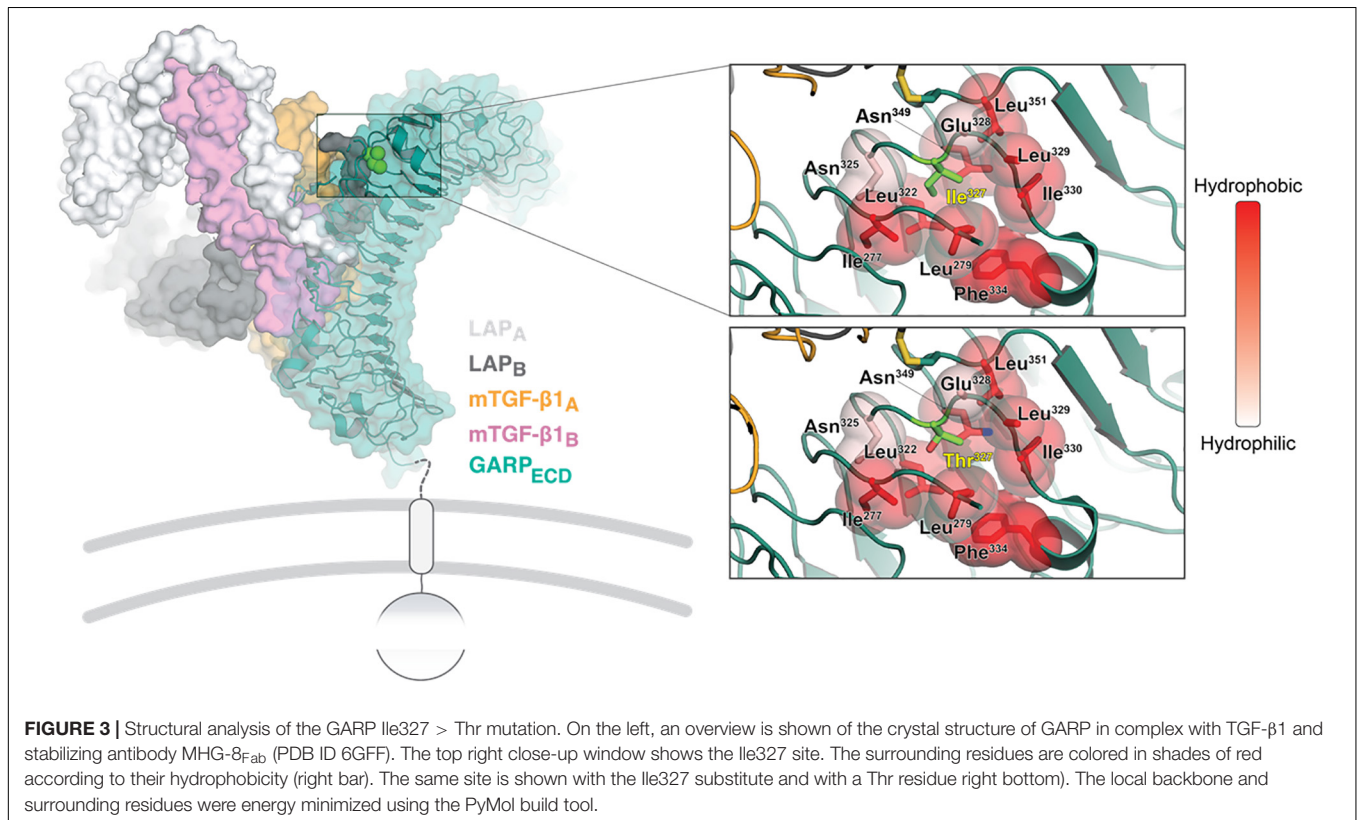 Asn³⁴⁹
Leu³⁵¹
Glu³²⁸
Asn³²⁵
Leu³²⁹
Leu³²²
Ile³²⁷
Ile³³⁰
Ile²⁷⁷
Leu²⁷⁹
Phe³³⁴
Hydrophobic
Hydrophilic
LAP_A
LAP_B
mTGF-β1_A
mTGF-β1_B
GARP_ECD
Asn³⁴⁹
Leu³⁵¹
Glu³²⁸
Asn³²⁵
Leu³²⁹
Leu³²²
Thr³²⁷
Ile³³⁰
Ile²⁷⁷
Leu²⁷⁹
Phe³³⁴
FIGURE 3 | Structural analysis of the GARP Ile327 > Thr mutation. On the left, an overview is shown of the crystal structure of GARP in complex with TGF-β1 and
stabilizing antibody MHG-8Fab (PDB ID 6GFF). The top right close-up window shows the Ile327 site. The surrounding residues are colored in shades of red
according to their hydrophobicity (right bar). The same site is shown with the Ile327 substitute and with a Thr residue right bottom). The local backbone and
surrounding residues were energy minimized using the PyMol build tool.